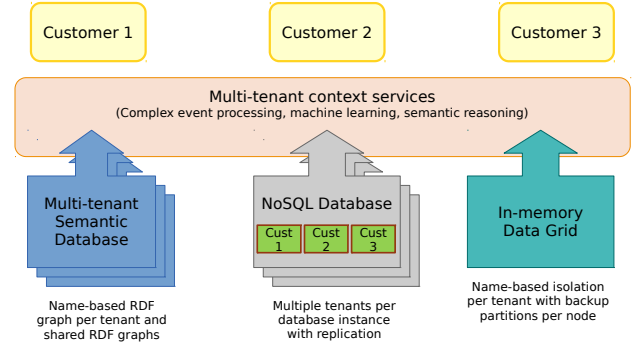 Customer 1
Customer 2
Customer 3
Multi-tenant context services
(Complex event processing, machine learning, semantic reasoning)
Multi-tenant
Semantic
Database
NoSQL Database
Cust
1
Cust
2
Cust
3
In-memory
Data Grid
Name-based RDF
graph per tenant and
shared RDF graphs
Multiple tenants per
database instance
with replication
Name-based isolation
per tenant with backup
partitions per node